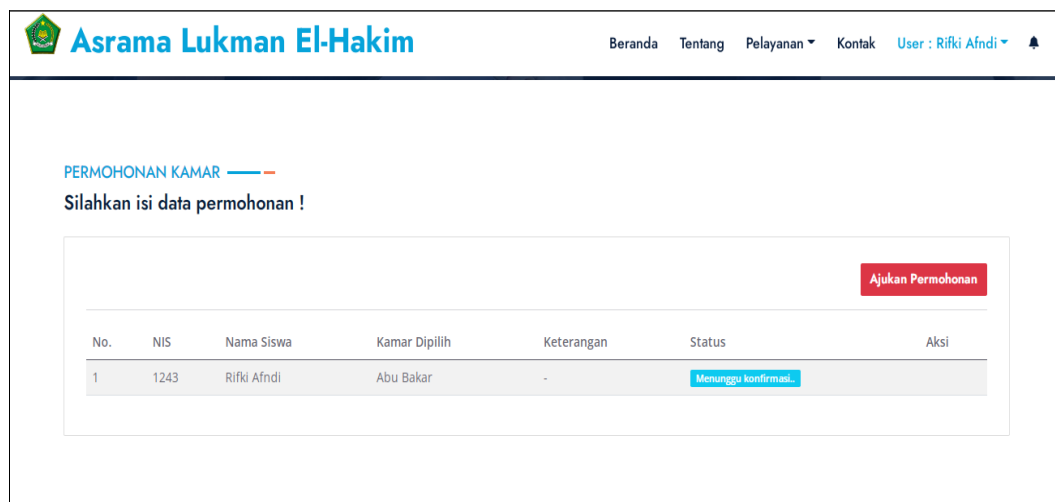 Asrama Lukman El-Hakim
Beranda Tentang Pelayanan Kontak User : Rifki Afndi
PERMOHONAN KAMAR
Silahkan isi data permohonan !
Ajukan Permohonan
No. NIS Nama Siswa Kamar Dipilih Keterangan Status Aksi
1 1243 Rifki Afndi Abu Bakar - Menunggu konfirmasi..